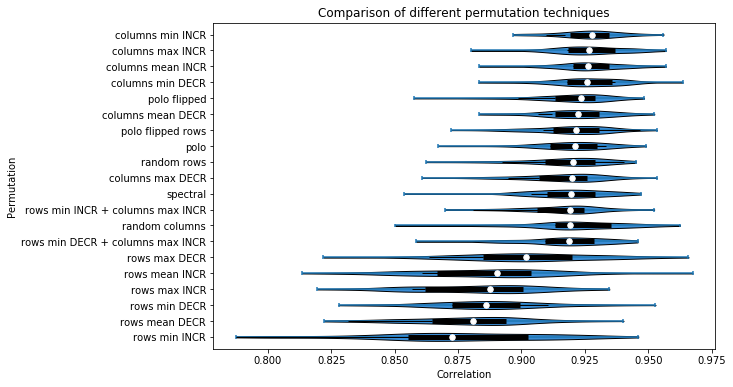 Comparison of different permutation techniques
columns min INCR
columns max INCR
columns mean INCR
columns min DECR
polo flipped
columns mean DECR
polo flipped rows
polo
random rows
columns max DECR
spectral
rows min INCR + columns max INCR
random columns
rows min DECR + columns max INCR
rows max DECR
rows mean INCR
rows max INCR
rows min DECR
rows mean DECR
rows min INCR
Permutation
0.800 0.825 0.850 0.875 0.900 0.925 0.950 0.975
Correlation